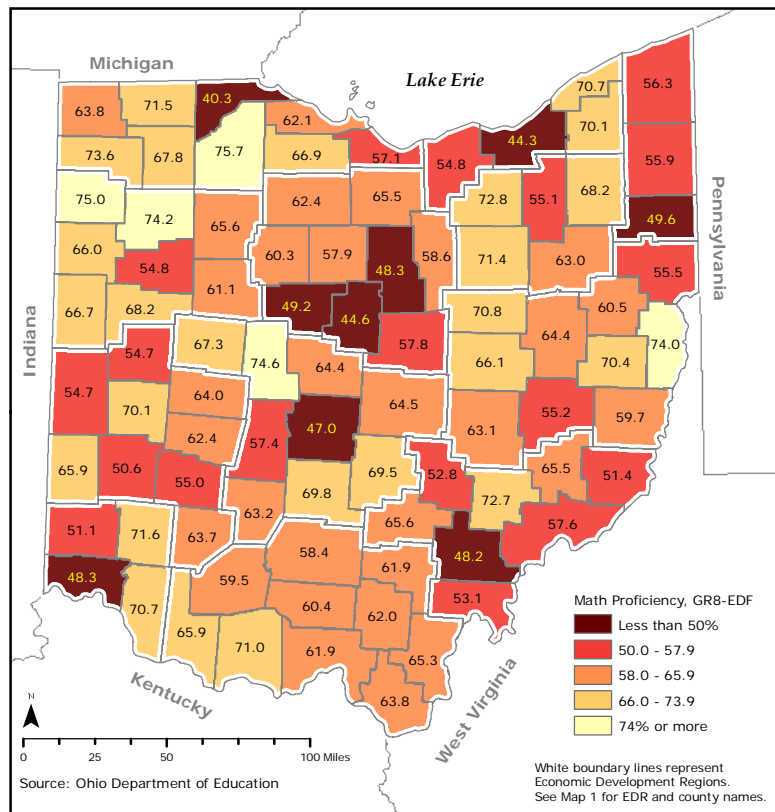 Michigan
Lake Erie
Pennsylvania
Indiana
Kentucky
West Virginia
63.8 71.5 40.3 62.1 70.7 56.3
73.6 67.8 75.7 66.9 57.1 54.8 44.3 70.1
75.0 74.2 65.6 62.4 65.5 72.8 55.1 68.2 55.9
66.0 54.8 60.3 57.9 48.3 58.6 71.4 63.0 49.6
66.7 68.2 61.1 49.2 44.6 57.8 70.8 64.4 60.5 55.5
54.7 54.7 67.3 74.6 64.4 66.1 70.4 74.0
70.1 64.0 57.4 47.0 64.5 63.1 55.2 59.7
65.9 50.6 62.4 55.0 69.5 52.8 72.7 65.5 51.4
51.1 71.6 63.7 63.2 69.8 65.6 48.2 57.6
48.3 70.7 59.5 58.4 61.9 53.1
65.9 71.0 60.4 62.0
61.9 65.3
63.8
Math Proficiency, GR8-EDF
Less than 50%
50.0 - 57.9
58.0 - 65.9
66.0 - 73.9
74% or more
N
0 25 50 100 Miles
Source: Ohio Department of Education
White boundary lines represent
Economic Development Regions.
See Map 1 for EDR and county names.